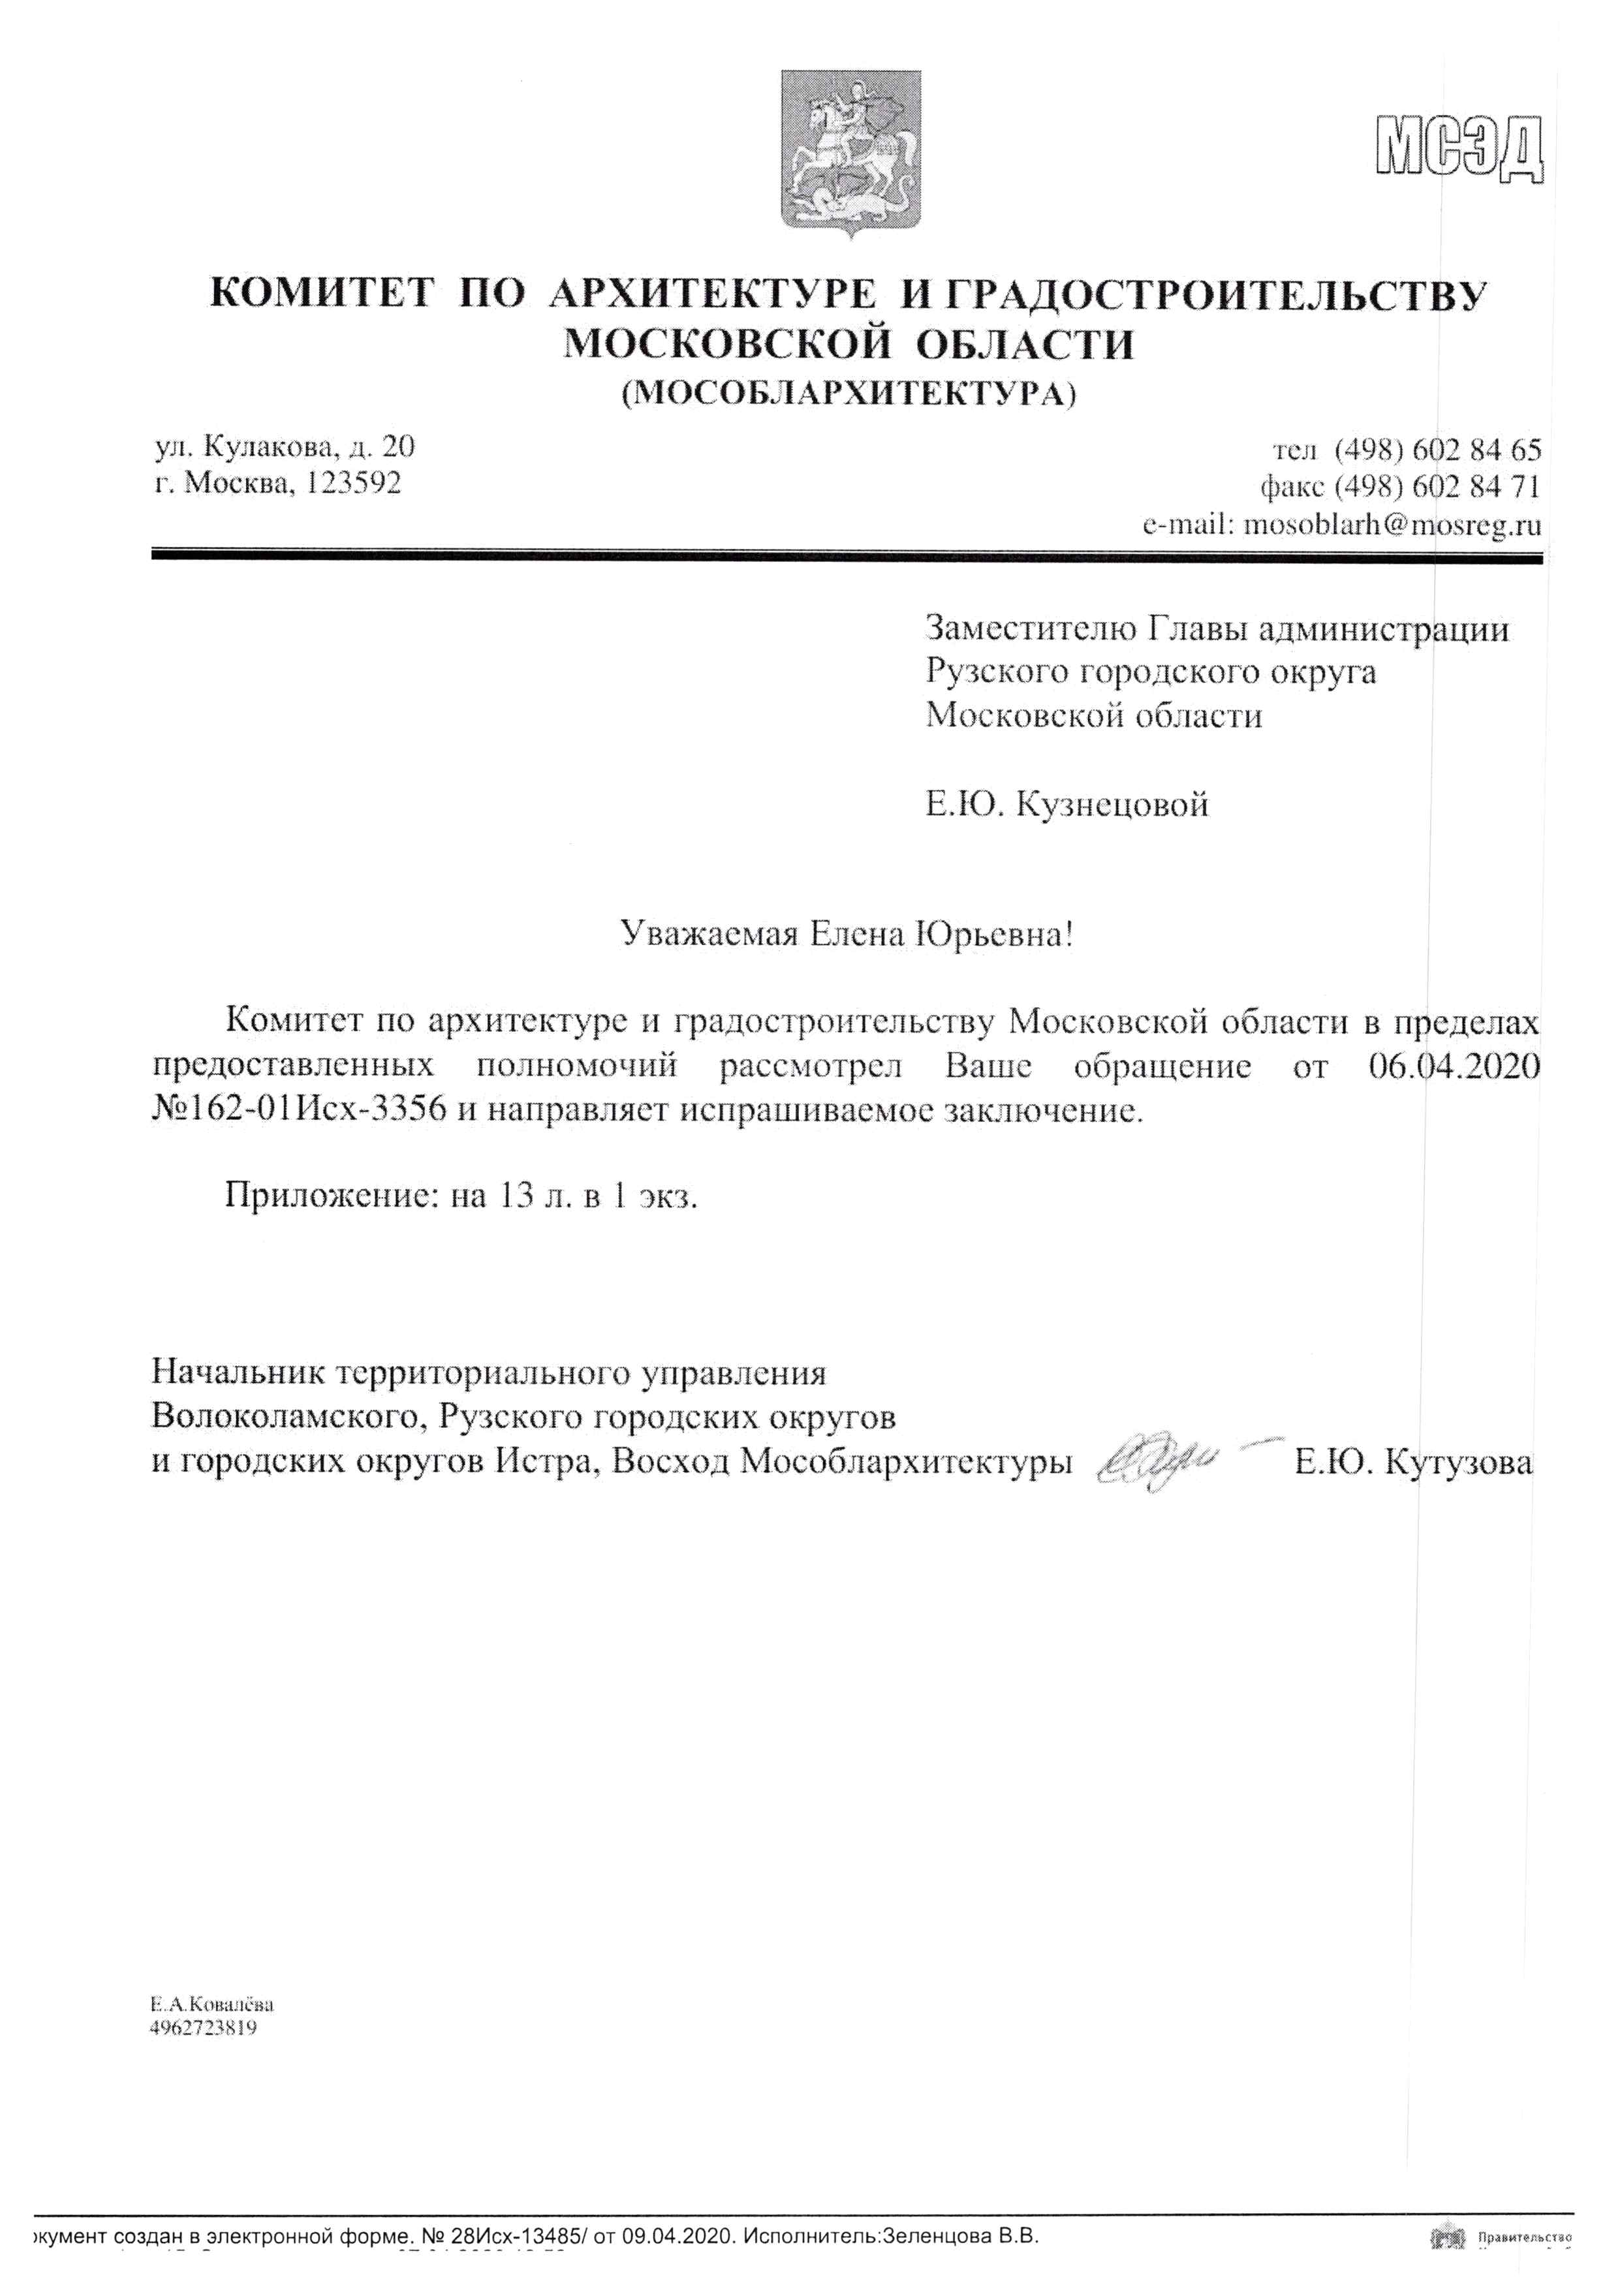 МСЭД
КОМИТЕТ ПО АРХИТЕКТУРЕ И ГРАДОСТРОИТЕЛЬСТВУ
МОСКОВСКОЙ ОБЛАСТИ
(МОСОБЛАРХИТЕКТУРА)
ул. Кулакова, д. 20
г. Москва, 123592
тел (498) 602 84 65
факс (498) 602 84 71
e-mail: mosoblarh@mosreg.ru
Заместителю Главы администрации
Рузского городского округа
Московской области
Е.Ю. Кузнецовой
Уважаемая Елена Юрьевна!
Комитет по архитектуре и градостроительству Московской области в пределах
предоставленных полномочий рассмотрел Ваше обращение от 06.04.2020
№162-01Исх-3356 и направляет испрашиваемое заключение.
Приложение: на 13 л. в 1 экз.
Начальник территориального управления
Волоколамского, Рузского городских округов
и городских округов Истра, Восход Мособлархитектуры Е.Ю. Кутузова
Е.А.Ковалёва
4962723819
окумент создан в электронной форме. № 28Исх-13485/ от 09.04.2020. Исполнитель:Зеленцова В.В.
Правительство